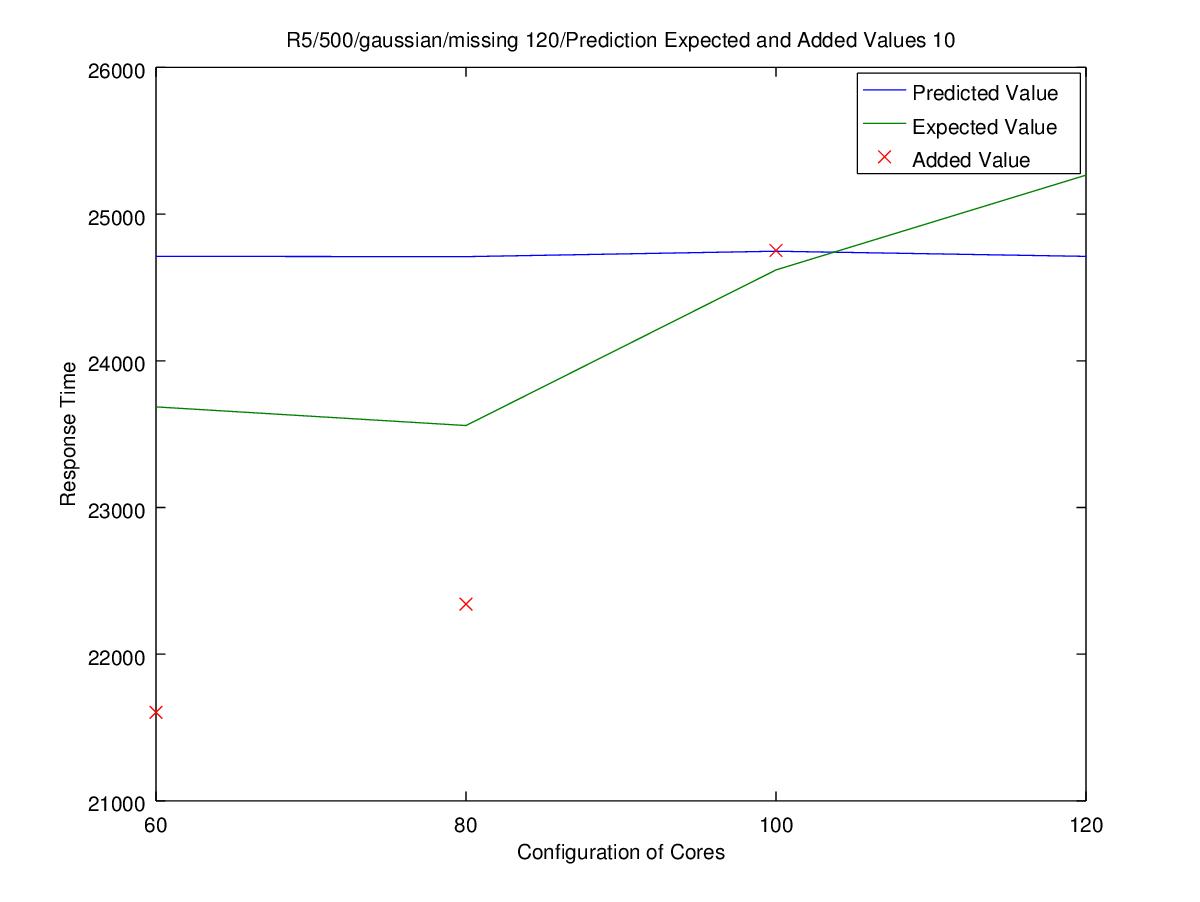 R5/500/gaussian/missing 120/Prediction Expected and Added Values 10
26000
25000
24000
23000
22000
21000
60
80
100
120
Response Time
Configuration of Cores
Predicted Value
Expected Value
Added Value